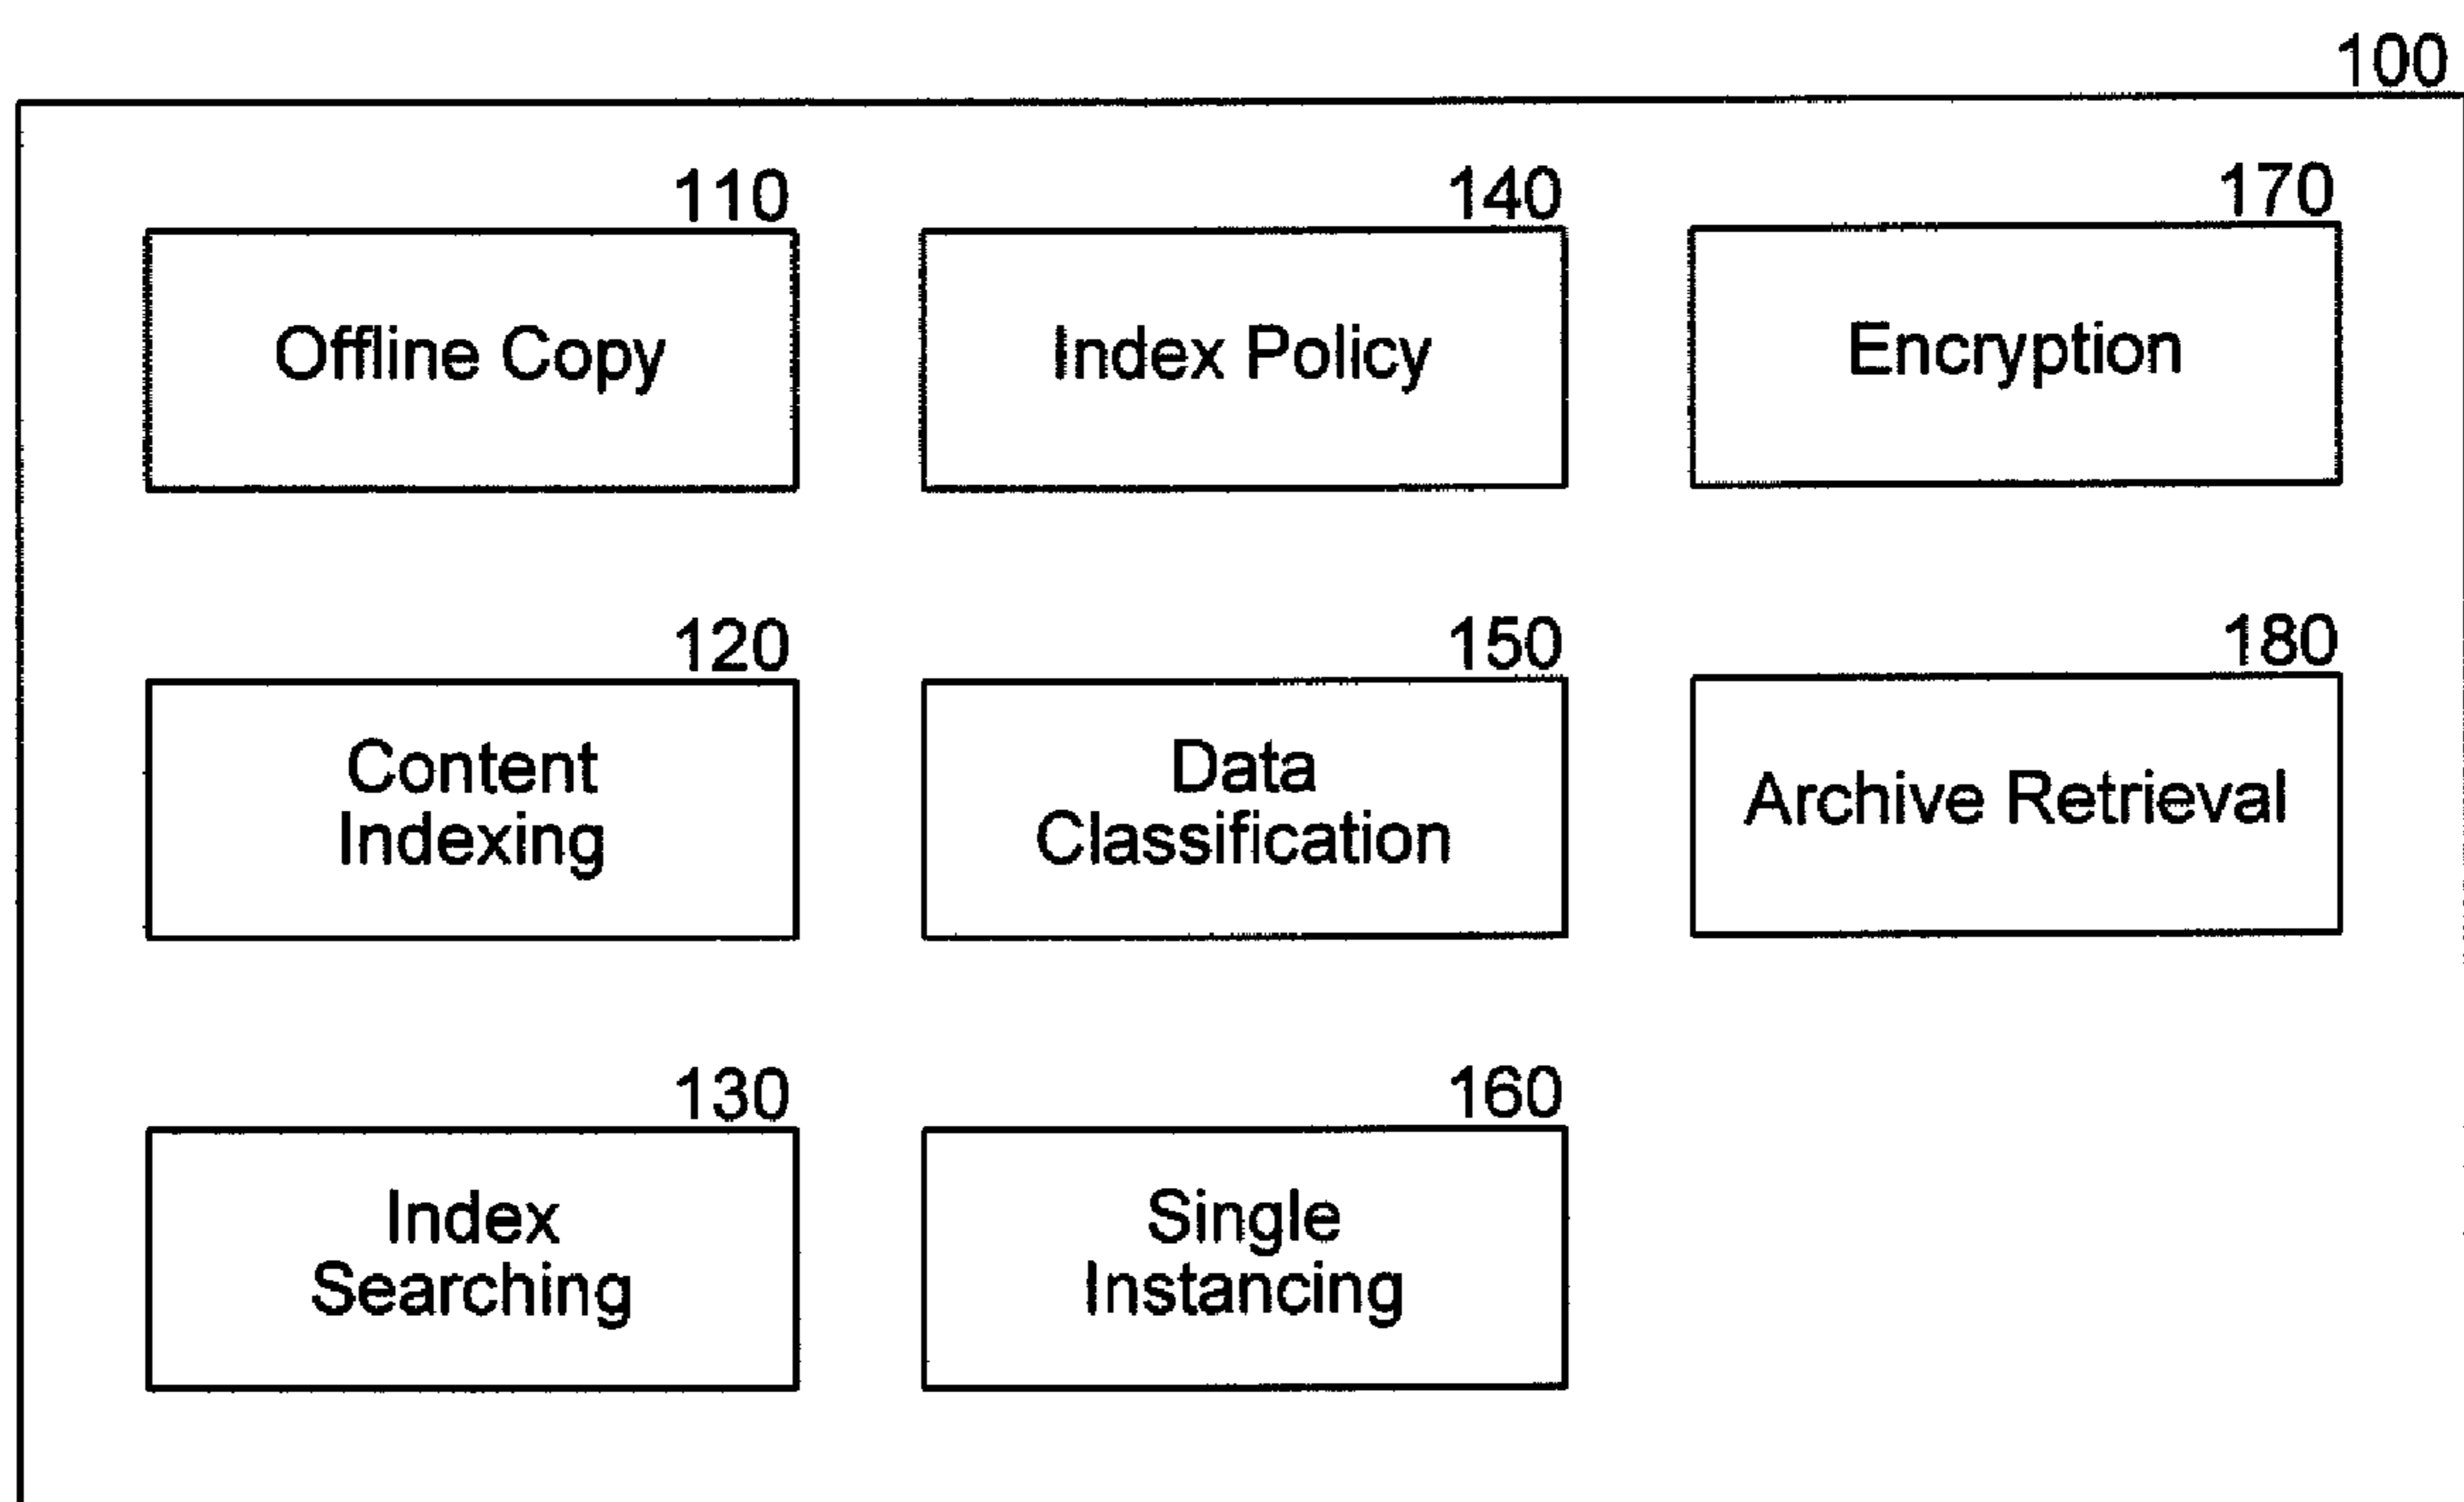 100
110
140
170
Offline Copy
Index Policy
Encryption
120
150
180
Content
Indexing
Data
Classification
Archive Retrieval
130
160
Index
Searching
Single
Instancing